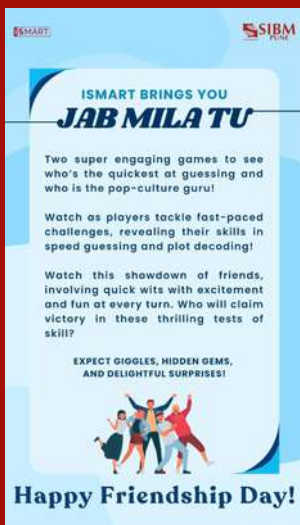 ISMART
SIBM
PUNE
ISMART BRINGS YOU
JAB MILA TU
Two super engaging games to see
who's the quickest at guessing and
who is the pop-culture guru!
Watch as players tackle fast-paced
challenges, revealing their skills in
speed guessing and plot decoding!
Watch this showdown of friends,
involving quick wits with excitement
and fun at every turn. Who will claim
victory in these thrilling tests of
skill?
EXPECT GIGGLES, HIDDEN GEMS,
AND DELIGHTFUL SURPRISES!
Happy Friendship Day!